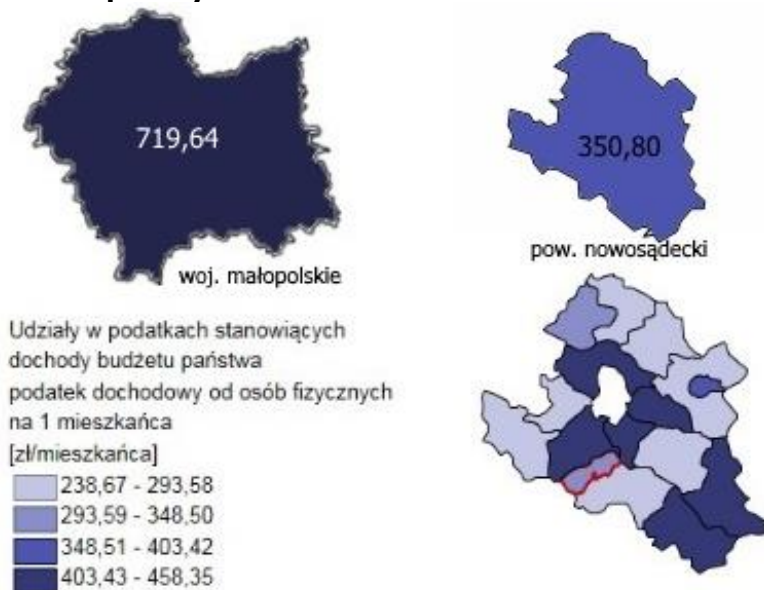 719,64
woj. małopolskie
350,80
pow. nowosądecki
Udziały w podatkach stanowiących
dochody budżetu państwa
podatek dochodowy od osób fizycznych
na 1 mieszkańca
[zł/mieszkańca]
238,67 - 293,58
293,59 - 348,50
348,51 - 403,42
403,43 - 458,35